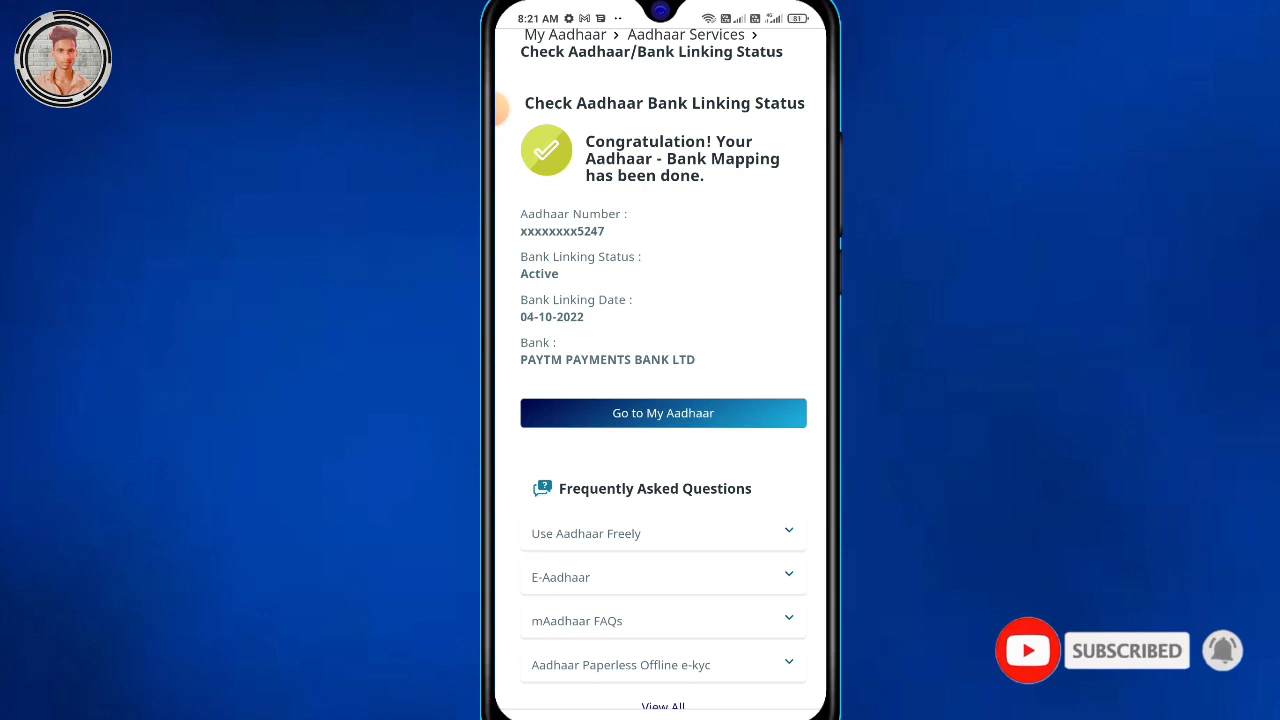 8:21 AM
4G
81
My Aadhaar > Aadhaar Services >
Check Aadhaar/Bank Linking Status
Check Aadhaar Bank Linking Status
Congratulation! Your
Aadhaar - Bank Mapping
has been done.
Aadhaar Number :
xxxxxxxx5247
Bank Linking Status :
Active
Bank Linking Date :
04-10-2022
Bank :
PAYTM PAYMENTS BANK LTD
Go to My Aadhaar
Frequently Asked Questions
Use Aadhaar Freely
E-Aadhaar
mAadhaar FAQs
Aadhaar Paperless Offline e-kyc
View All
SUBSCRIBED